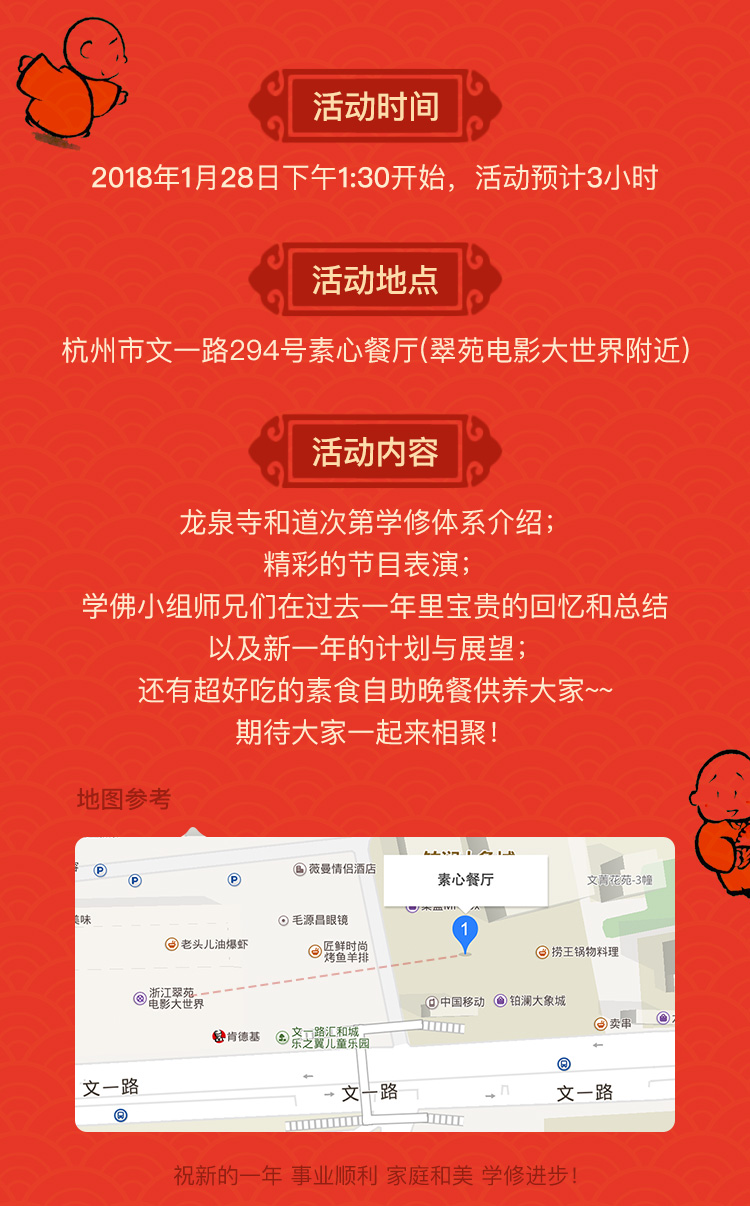 活动时间
2018年1月28日下午1:30开始，活动预计3小时
活动地点
杭州市文一路294号素心餐厅(翠苑电影大世界附近)
活动内容
龙泉寺和道次第学修体系介绍；
精彩的节目表演；
学佛小组师兄们在过去一年里宝贵的回忆和总结
以及新一年的计划与展望；
还有超好吃的素食自助晚餐供养大家~~
期待大家一起来相聚！
地图参考
P
P
P
薇曼情侣酒店
素心餐厅
文菁花苑-3幢
美味
毛源昌眼镜
1
老头儿油爆虾
匠鲜时尚
烤鱼羊排
捞王锅物料理
浙江翠苑
电影大世界
中国移动
铂澜大象城
卖串
肯德基
文一路汇和城
乐之翼儿童乐园
文一路
文一路
文一路
祝新的一年 事业顺利 家庭和美 学修进步！